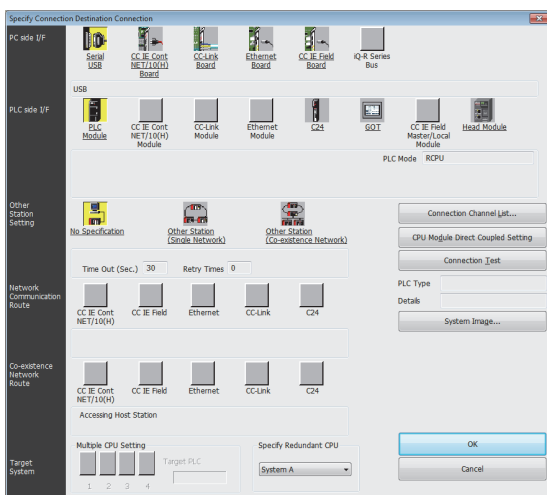 Specify Connection Destination Connection
PC side I/F
Serial
USB
CC IE Cont
NET/10(H)
Board
CC-Link
Board
Ethernet
Board
CC IE Field
Board
iQ-R Series
Bus
USB
PLC side I/F
PLC
Module
CC IE Cont
NET/10(H)
Module
CC-Link
Module
Ethernet
Module
C24
GOT
CC IE Field
Master/Local
Module
Head Module
PLC Mode RCPU
Other
Station
Setting
No Specification
Other Station
(Single Network)
Other Station
(Co-existence Network)
Connection Channel List...
CPU Module Direct Coupled Setting
Time Out (Sec.) 30 Retry Times 0
Connection Test
PLC Type
Details
System Image...
Network
Communication
Route
CC IE Cont
NET/10(H)
CC IE Field
Ethernet
CC-Link
C24
Co-existence
Network
Route
CC IE Cont
NET/10(H)
CC IE Field
Ethernet
CC-Link
C24
Accessing Host Station
Target
System
Multiple CPU Setting
Target PLC
1 2 3 4
Specify Redundant CPU
System A
OK
Cancel